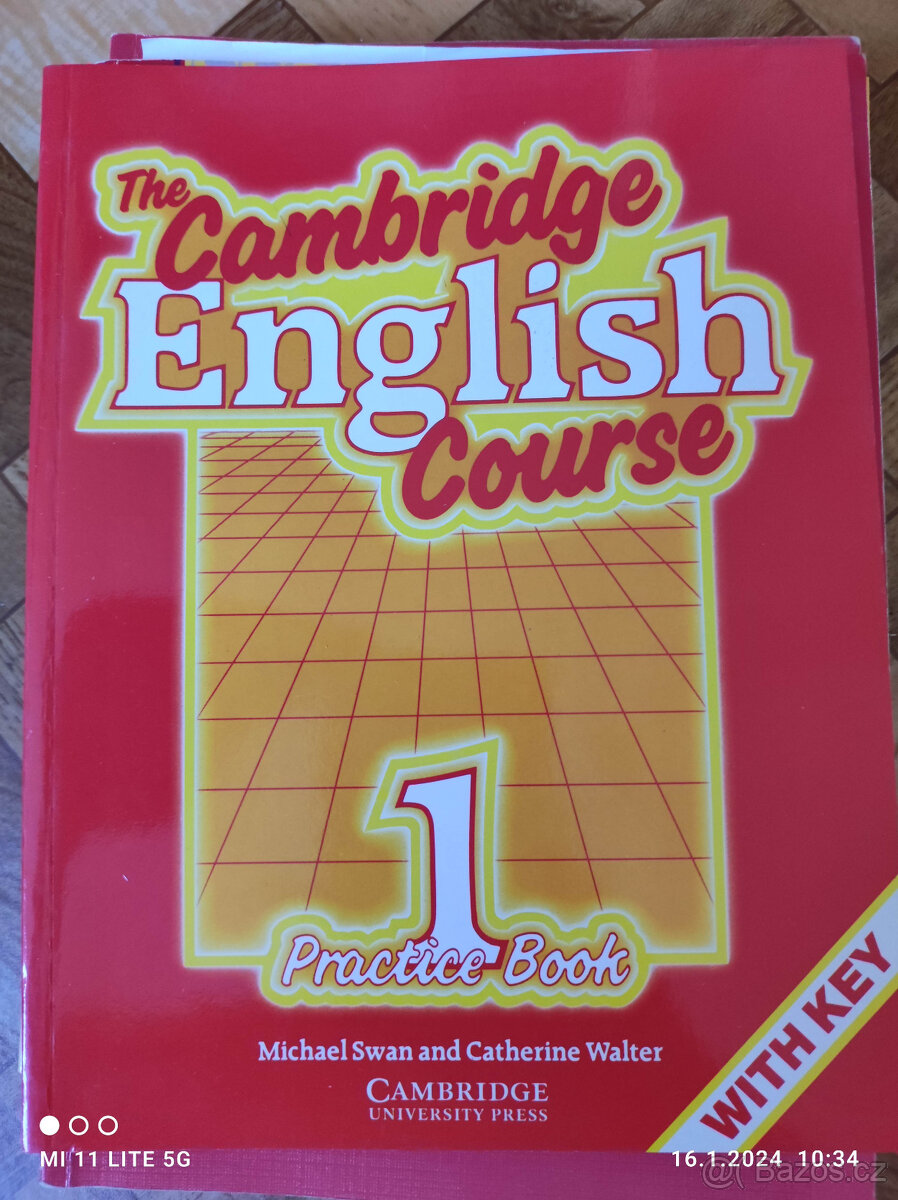 The
Cambridge
English
Course
1
Practice Book
Michael Swan and Catherine Walter
CAMBRIDGE
UNIVERSITY PRESS
WITH KEY
MI 11 LITE 5G
16.1.2024 10:34
Bazoš.cz